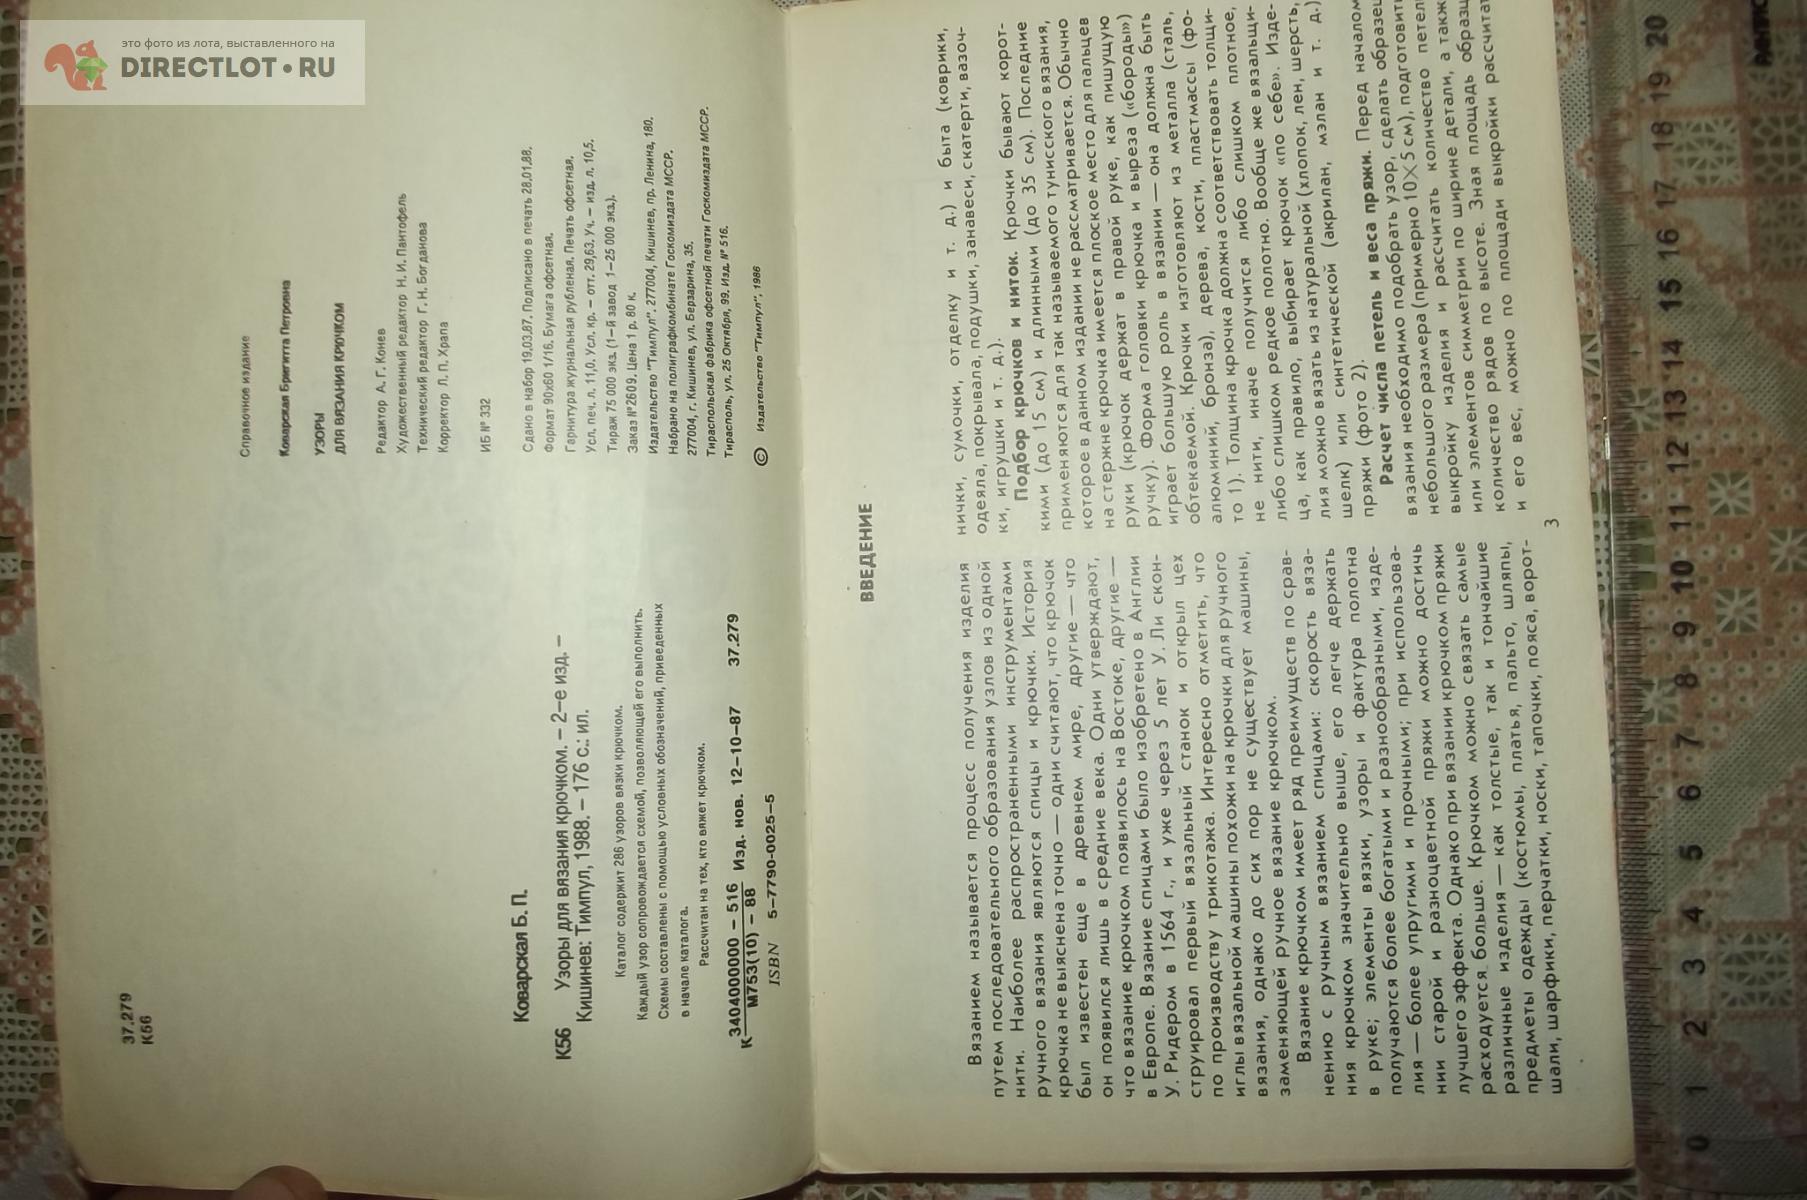 это фото из лота, выставленного на
DIRECTLOT.RU
37.279
К56
Коварская Б. П.
К56 Узоры для вязания крючком. – 2-е изд. –
Кишинев: Тимпул, 1988. – 176 с.: ил.
Каталог содержит 286 узоров вязки крючком.
Каждый узор сопровождается схемой, позволяющей его выполнить.
Схемы составлены с помощью условных обозначений, приведенных
в начале каталога.
Рассчитан на тех, кто вяжет крючком.
К 3404000000 – 516 Изд. нов. 12–10–87 37.279
М753(10) – 88
ISBN 5–7790–0025–5
Справочное издание
Коварская Бригитта Петровна
УЗОРЫ
ДЛЯ ВЯЗАНИЯ КРЮЧКОМ
Редактор А. Г. Конев
Художественный редактор Н. И. Пантофель
Технический редактор Г. Н. Богданова
Корректор Л. П. Храпа
ИБ № 332
Сдано в набор 19.03.87. Подписано в печать 28.01.88.
Формат 90х60 1/16. Бумага офсетная.
Гарнитура журнальная рубленая. Печать офсетная.
Усл. печ. л. 11,0. Усл. кр. – отт. 29,63. Уч. – изд. л. 10,5.
Тираж 75 000 экз. (1–й завод 1–25 000 экз.).
Заказ №2609. Цена 1 р. 80 к.
Издательство "Тимпул". 277004, Кишинев, пр. Ленина, 180.
Набрано на полиграфкомбинате Госкомиздата МССР.
277004, г. Кишинев, ул. Берзарина, 35.
Тираспольская фабрика офсетной печати Госкомиздата МССР.
Тирасполь, ул. 25 Октября, 99. Изд. № 516.
© Издательство "Тимпул", 1986
ВВЕДЕНИЕ
Вязанием называется процесс получения изделия
путем последовательного образования узлов из одной
нити. Наиболее распространенными инструментами
ручного вязания являются спицы и крючки. История
крючка не выяснена точно — одни считают, что крючок
был известен еще в древнем мире, другие — что
он появился лишь в средние века. Одни утверждают,
что вязание крючком появилось на Востоке, другие —
в Европе. Вязание спицами было изобретено в Англии
У. Ридером в 1564 г., и уже через 5 лет У. Ли скон-
струировал первый вязальный станок и открыл цех
по производству трикотажа. Интересно отметить, что
иглы вязальной машины похожи на крючки для ручного
вязания, однако до сих пор не существует машины,
заменяющей ручное вязание крючком.
Вязание крючком имеет ряд преимуществ по срав-
нению с ручным вязанием спицами: скорость вяза-
ния крючком значительно выше, его легче держать
в руке; элементы вязки, узоры и фактура полотна
получаются более богатыми и разнообразными, изде-
лия — более упругими и прочными; при использова-
нии старой и разноцветной пряжи можно достичь
лучшего эффекта. Однако при вязании крючком пряжи
расходуется больше. Крючком можно связать самые
различные изделия — как толстые, так и тончайшие
предметы одежды (костюмы, платья, пальто, шляпы,
шали, шарфики, перчатки, носки, тапочки, пояса, ворот-
нички, сумочки, отделку и т. д.) и быта (коврики,
одеяла, покрывала, подушки, занавеси, скатерти, вазоч-
ки, игрушки и т. д.).
Подбор крючков и ниток. Крючки бывают корот-
кими (до 15 см) и длинными (до 35 см). Последние
применяются для так называемого тунисского вязания,
которое в данном издании не рассматривается. Обычно
на стержне крючка имеется плоское место для пальцев
руки (крючок держат в правой руке, как пишущую
ручку). Форма головки крючка и выреза («бороды»)
играет большую роль в вязании — она должна быть
обтекаемой. Крючки изготовляют из металла (сталь,
алюминий, бронза), дерева, кости, пластмассы (фо-
то 1). Толщина крючка должна соответствовать толщи-
не нити, иначе получится либо слишком плотное,
либо слишком редкое полотно. Вообще же вязальщи-
ца, как правило, выбирает крючок «по себе». Изде-
лия можно вязать из натуральной (хлопок, лен, шерсть,
шелк) или синтетической (акрилан, мэлан и т. д.)
пряжи (фото 2).
Расчет числа петель и веса пряжи. Перед началом
вязания необходимо подобрать узор, сделать образец
небольшого размера (примерно 10×5 см), подготовить
выкройку изделия и рассчитать количество петель
или элементов симметрии по ширине детали, а также
количество рядов по высоте. Зная площадь образца
и его вес, можно по площади выкройки рассчитать
3
0 1 2 3 4 5 6 7 8 9 10 11 12 13 14 15 16 17 18 19 20